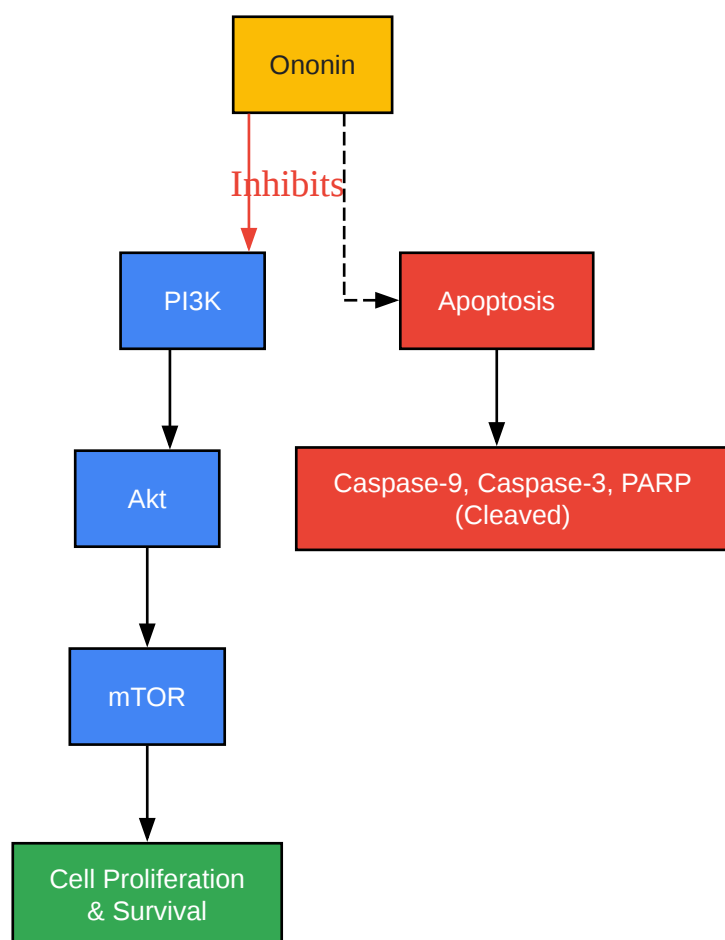 Ononin
Inhibits
PI3K
Apoptosis
Akt
Caspase-9, Caspase-3, PARP
(Cleaved)
mTOR
Cell Proliferation
& Survival